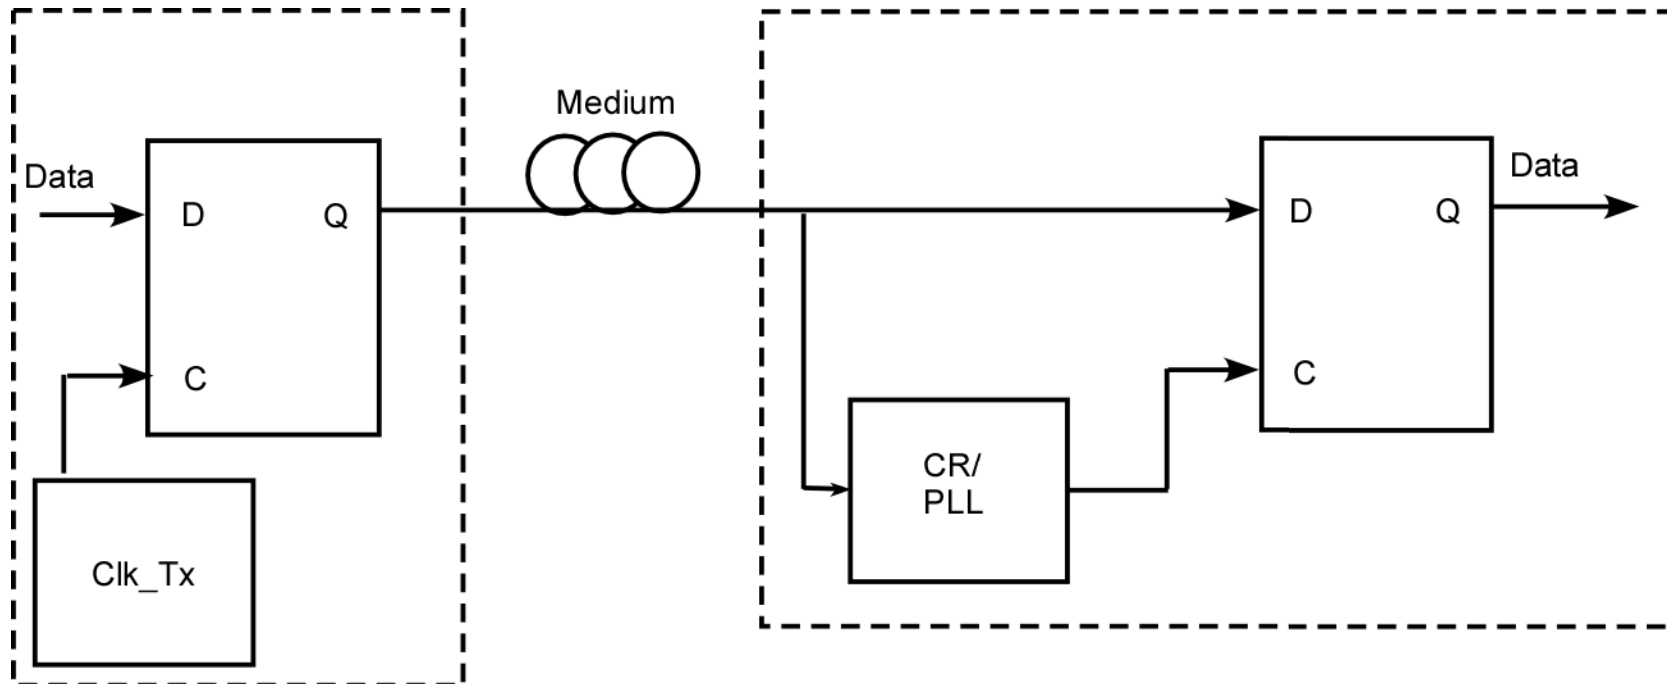 Medium
Data
D
Q
C
Clk_Tx
D
Q
Data
C
CR/
PLL